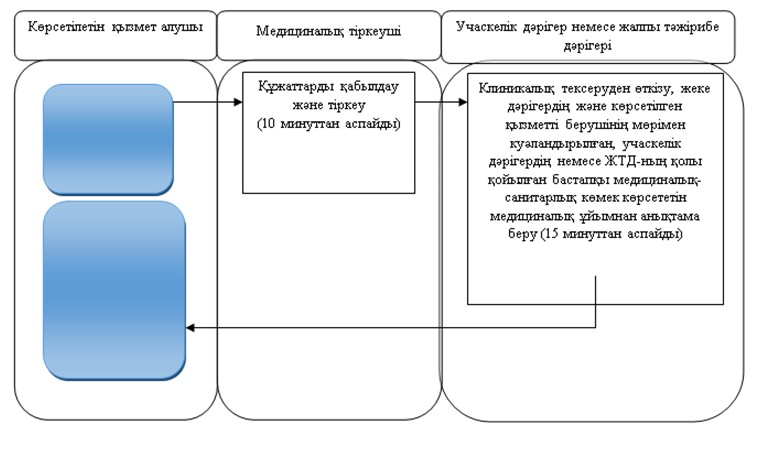 Көрсетілетін қызмет алушы
Медициналық тіркеуші
Учаскелік дәрігер немесе жалпы тәжірибе
дәрігері
Құжаттарды қабылдау
және тіркеу
(10 минуттан аспайды)
Клиникалық тексеруден өткізу, жеке
дәрігердің және көрсетілген
қызметті берушінің мөрімен
куәландырылған, учаскелік
дәрігердің немесе ЖТД-ның қолы
қойылған бастапқы медициналық-
санитарлық көмек көрсететін
медициналық ұйымнан анықтама
беру (15 минуттан аспайды)